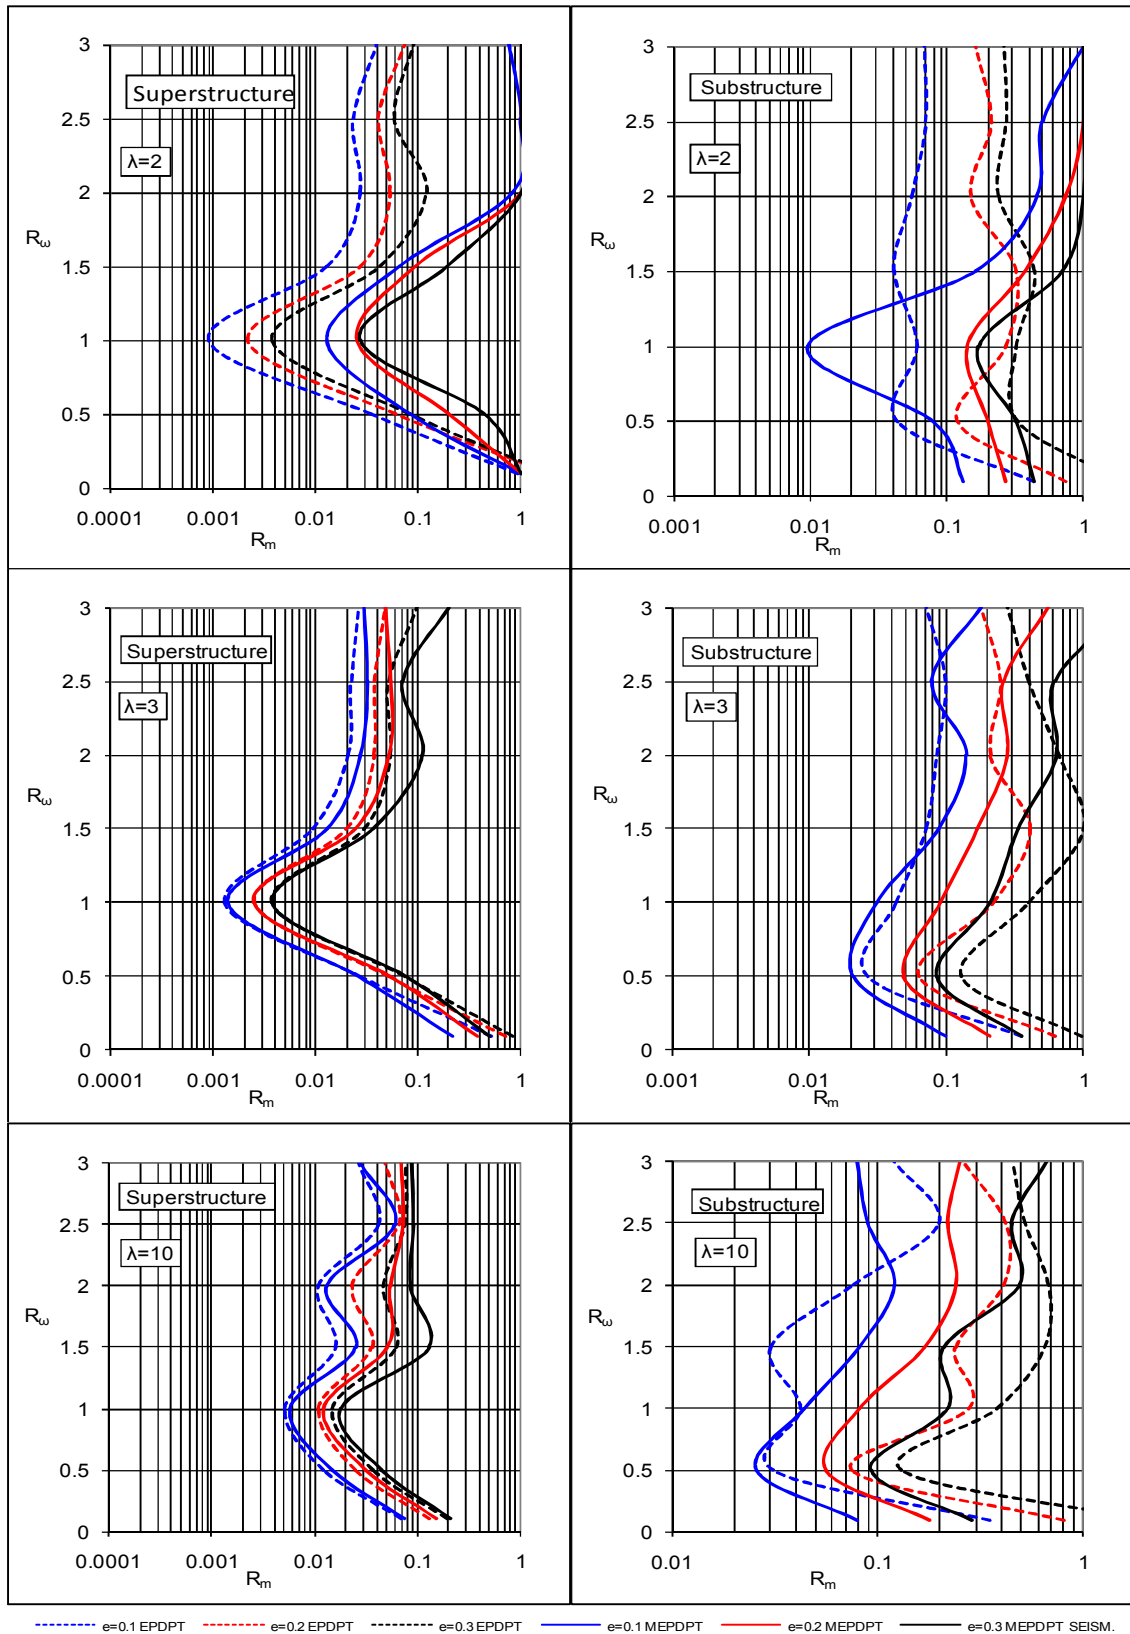 3
2.5
2
1.5
1
0.5
0
Superstructure
λ=2
Rω
0.0001 0.001 0.01 0.1 1
Rm
3
2.5
2
1.5
1
0.5
0
Substructure
λ=2
Rω
0.001 0.01 0.1 1
Rm
3
2.5
2
1.5
1
0.5
0
Superstructure
λ=3
Rω
0.0001 0.001 0.01 0.1 1
Rm
3
2.5
2
1.5
1
0.5
0
Substructure
λ=3
Rω
0.001 0.01 0.1 1
Rm
3
2.5
2
1.5
1
0.5
0
Superstructure
λ=10
Rω
0.0001 0.001 0.01 0.1 1
Rm
3
2.5
2
1.5
1
0.5
0
Substructure
λ=10
Rω
0.01 0.1 1
Rm
e=0.1 EPDPT e=0.2 EPDPT e=0.3 EPDPT e=0.1 MEPDPT e=0.2 MEPDPT e=0.3 MEPDPT SEISM.